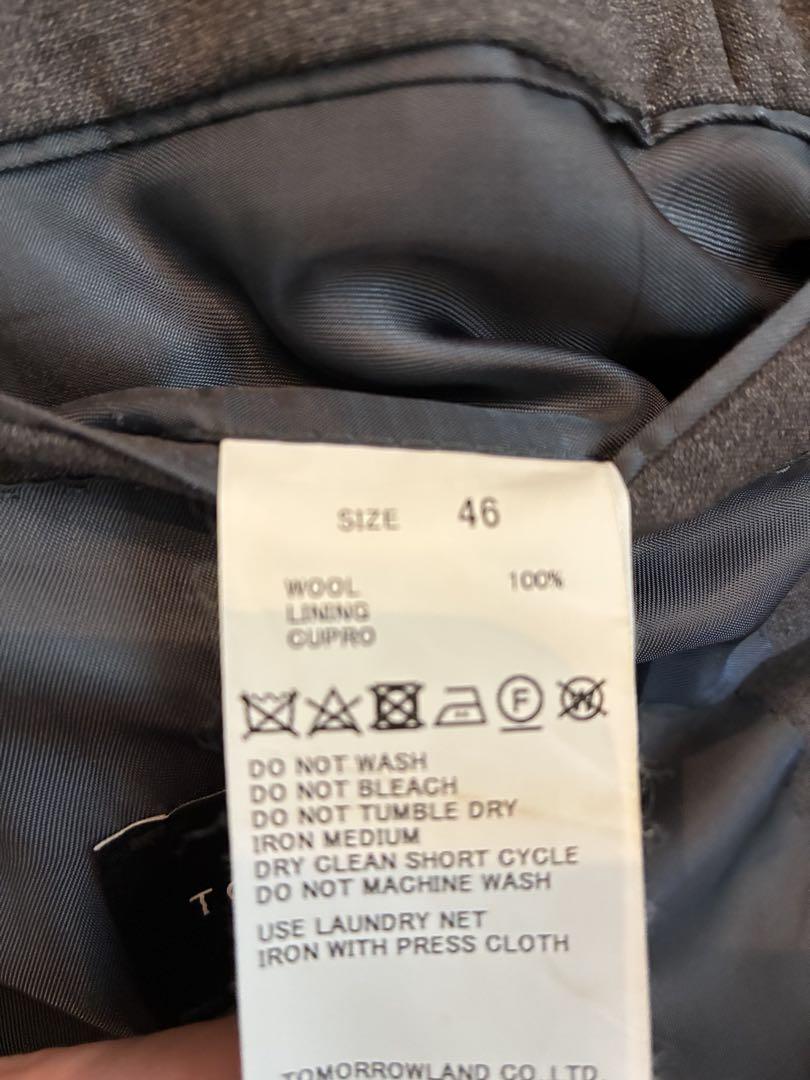 SIZE 46
WOOL 100%
LINING
CUPRO
F W
DO NOT WASH
DO NOT BLEACH
DO NOT TUMBLE DRY
IRON MEDIUM
DRY CLEAN SHORT CYCLE
DO NOT MACHINE WASH
USE LAUNDRY NET
IRON WITH PRESS CLOTH
TOMORROWLAND CO.,LTD.